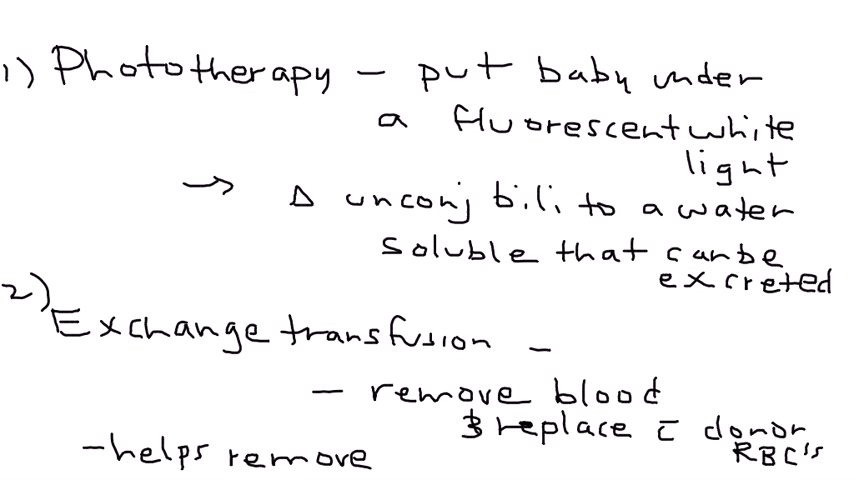 1) Phototherapy – put baby under
a fluorescent white
light
→ Δ unconj bili to a water
soluble that can be
excreted
2)
Exchange transfusion –
– remove blood
& replace c̄ donor
RBC's
– helps remove